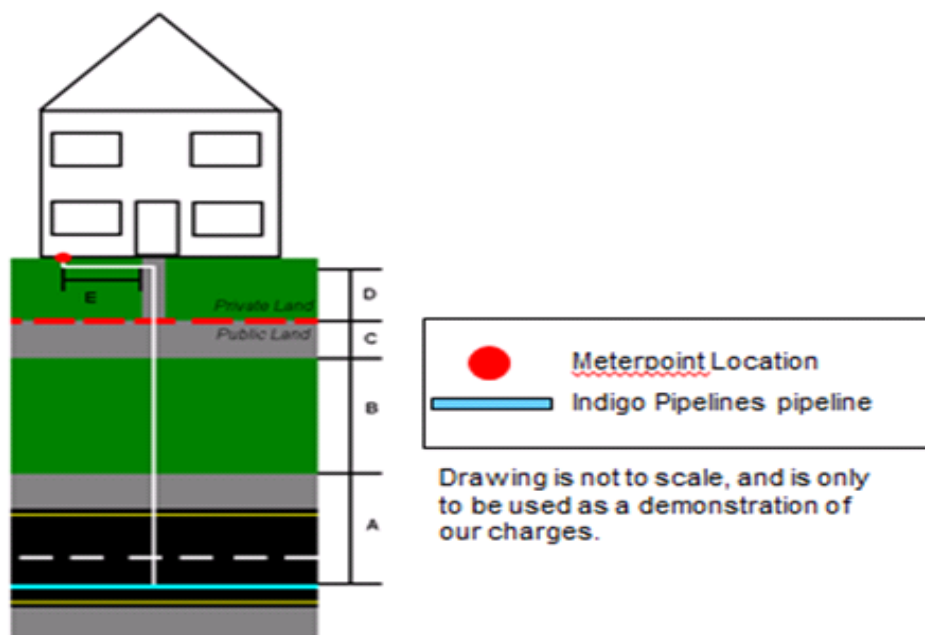 D
E
Private Land
Public Land
C
Meterpoint Location
Indigo Pipelines pipeline
B
Drawing is not to scale, and is only
to be used as a demonstration of
our charges.
A